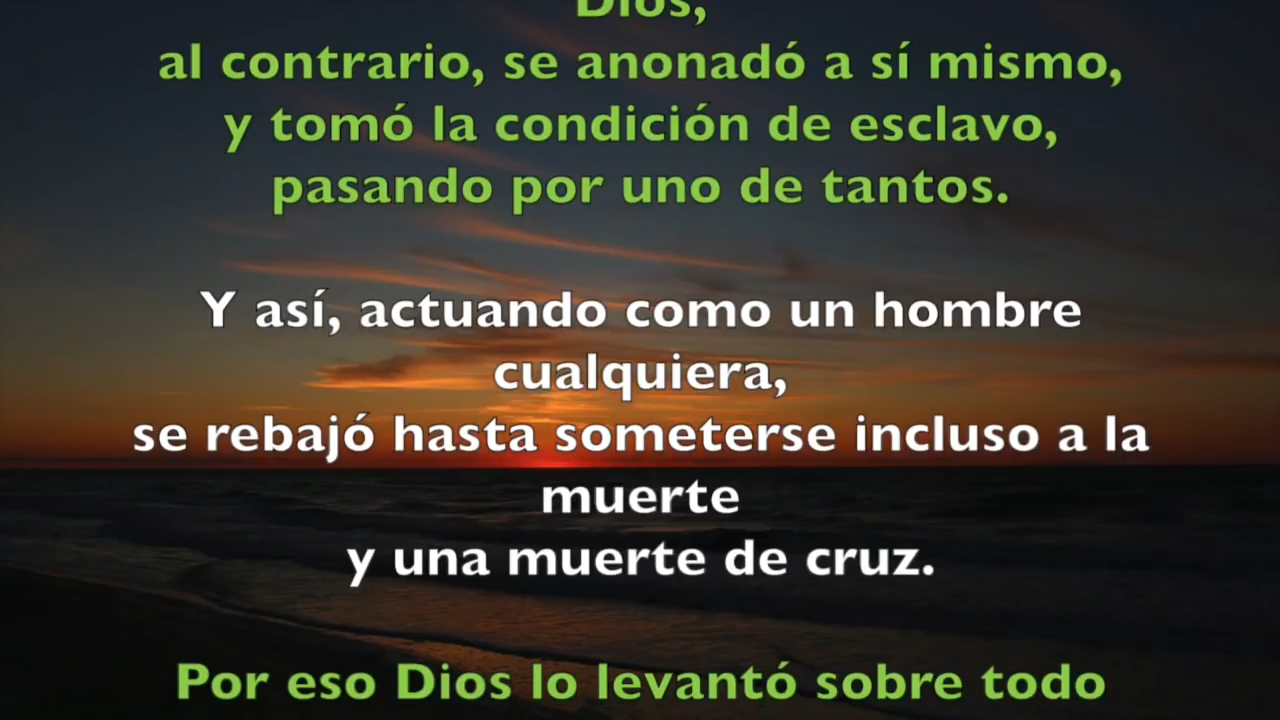 Dios,
al contrario, se anonadó a sí mismo,
y tomó la condición de esclavo,
pasando por uno de tantos.
Y así, actuando como un hombre
cualquiera,
se rebajó hasta someterse incluso a la
muerte
y una muerte de cruz.
Por eso Dios lo levantó sobre todo